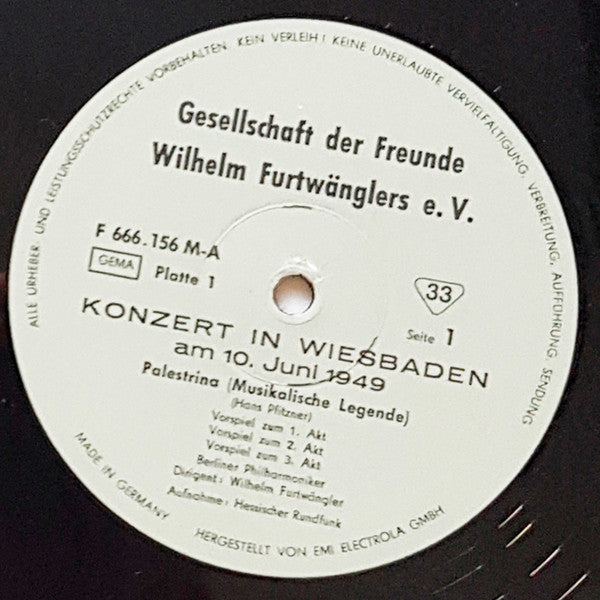 ALLE URHEBER- UND LEISTUNGSSCHUTZRECHTE VORBEHALTEN. KEIN VERLEIH! KEINE UNERLAUBTE VERVIELFÄLTIGUNG, VERBREITUNG, AUFFÜHRUNG, SENDUNG
Gesellschaft der Freunde
Wilhelm Furtwänglers e. V.
F 666.156 M-A
GEMA
Platte 1
33
Seite 1
KONZERT IN WIESBADEN
am 10. Juni 1949
Palestrina (Musikalische Legende)
(Hans Pfitzner)
Vorspiel zum 1. Akt
Vorspiel zum 2. Akt
Vorspiel zum 3. Akt
Berliner Philharmoniker
Dirigent: Wilhelm Furtwängler
Aufnahme: Hessischer Rundfunk
MADE IN GERMANY
HERGESTELLT VON EMI ELECTROLA GMBH